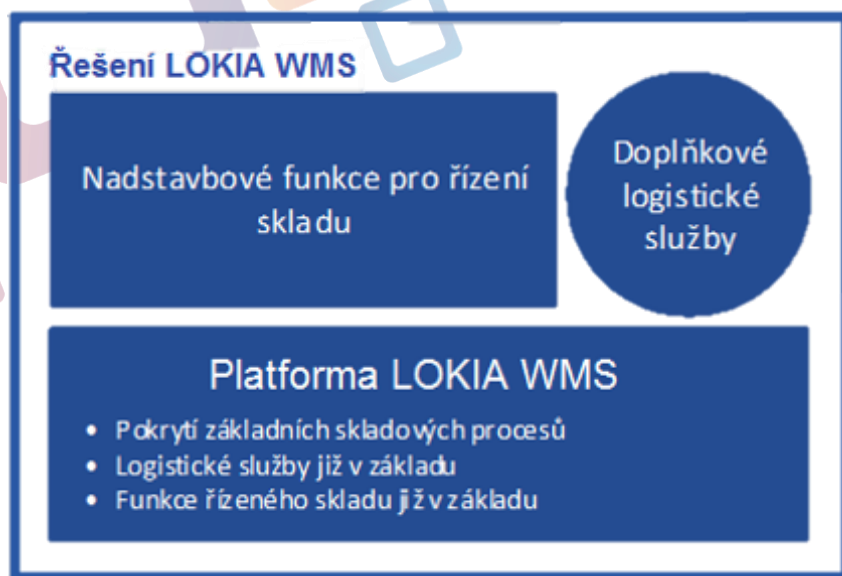 Řešení LOKIA WMS
Nadstavbové funkce pro řízení
skladu
Doplňkové
logistické
služby
Platforma LOKIA WMS
• Pokrytí základních skladových procesů
• Logistické služby již v základu
• Funkce řízeného skladu již v základu